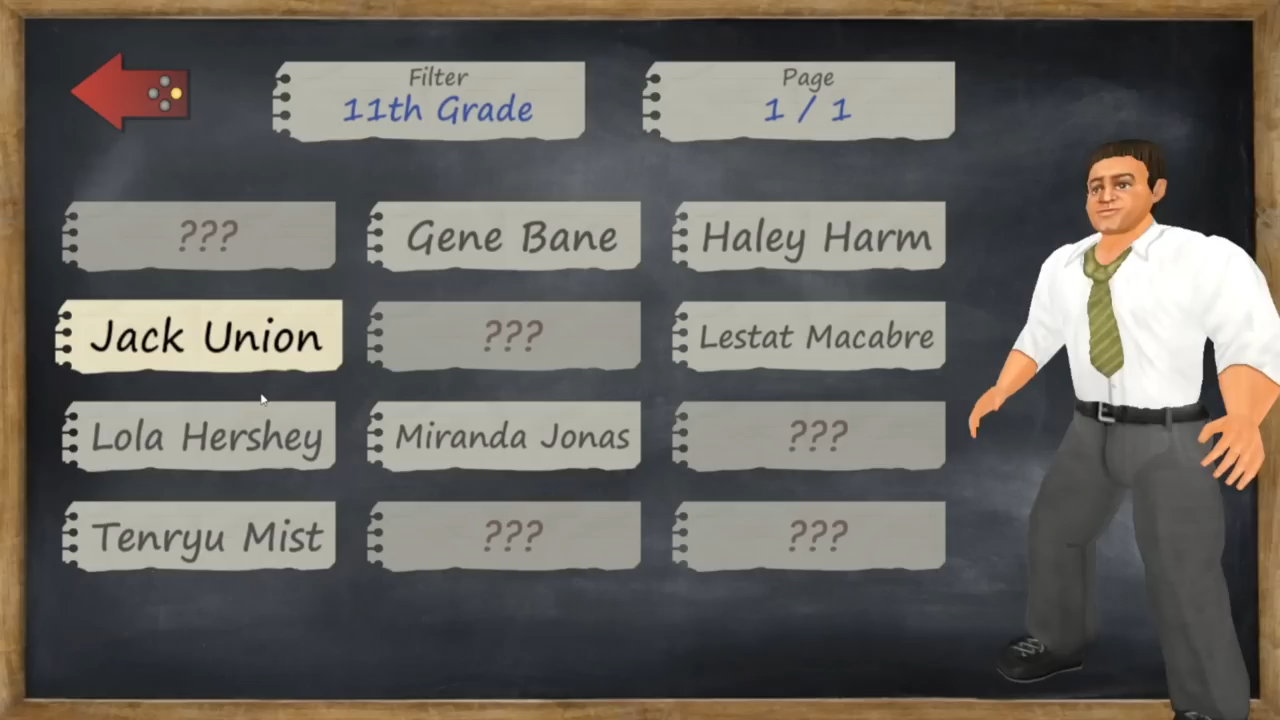 Filter
11th Grade
Page
1 / 1
???
Gene Bane
Haley Harm
Jack Union
???
Lestat Macabre
Lola Hershey
Miranda Jonas
???
Tenryu Mist
???
???